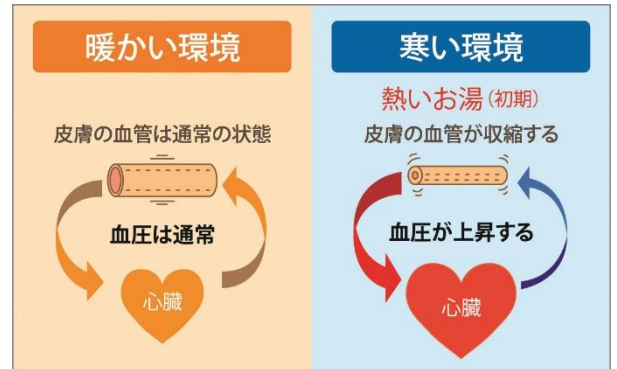 暖かい環境
皮膚の血管は通常の状態
血圧は通常
心臓
寒い環境
熱いお湯(初期)
皮膚の血管が収縮する
血圧が上昇する
心臓